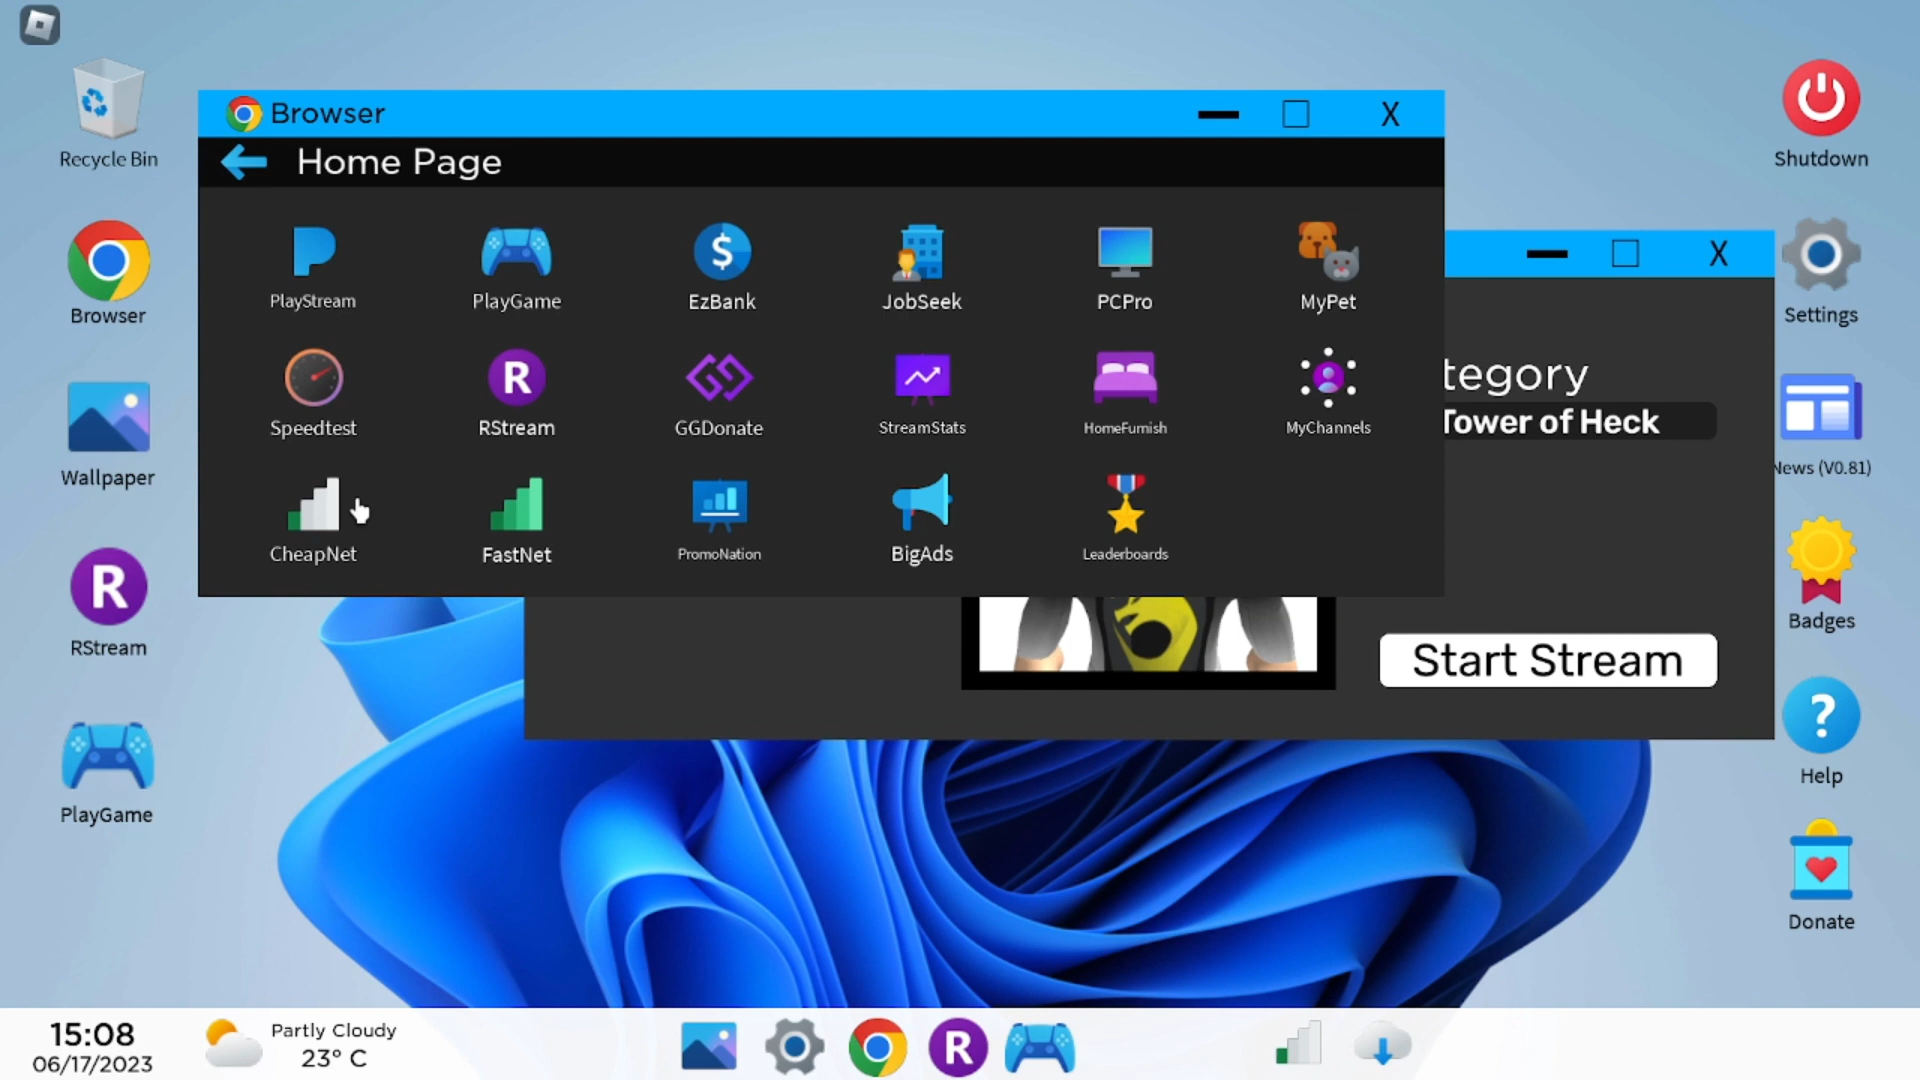 Recycle Bin
Browser
Wallpaper
RStream
PlayGame
Browser
X
Home Page
PlayStream
PlayGame
EzBank
JobSeek
PCPro
MyPet
Speedtest
RStream
GGDonate
StreamStats
HomeFurnish
MyChannels
CheapNet
FastNet
PromoNation
BigAds
Leaderboards
X
tegory
Tower of Heck
Start Stream
Shutdown
Settings
News (V0.81)
Badges
Help
Donate
15:08
06/17/2023
Partly Cloudy
23° C